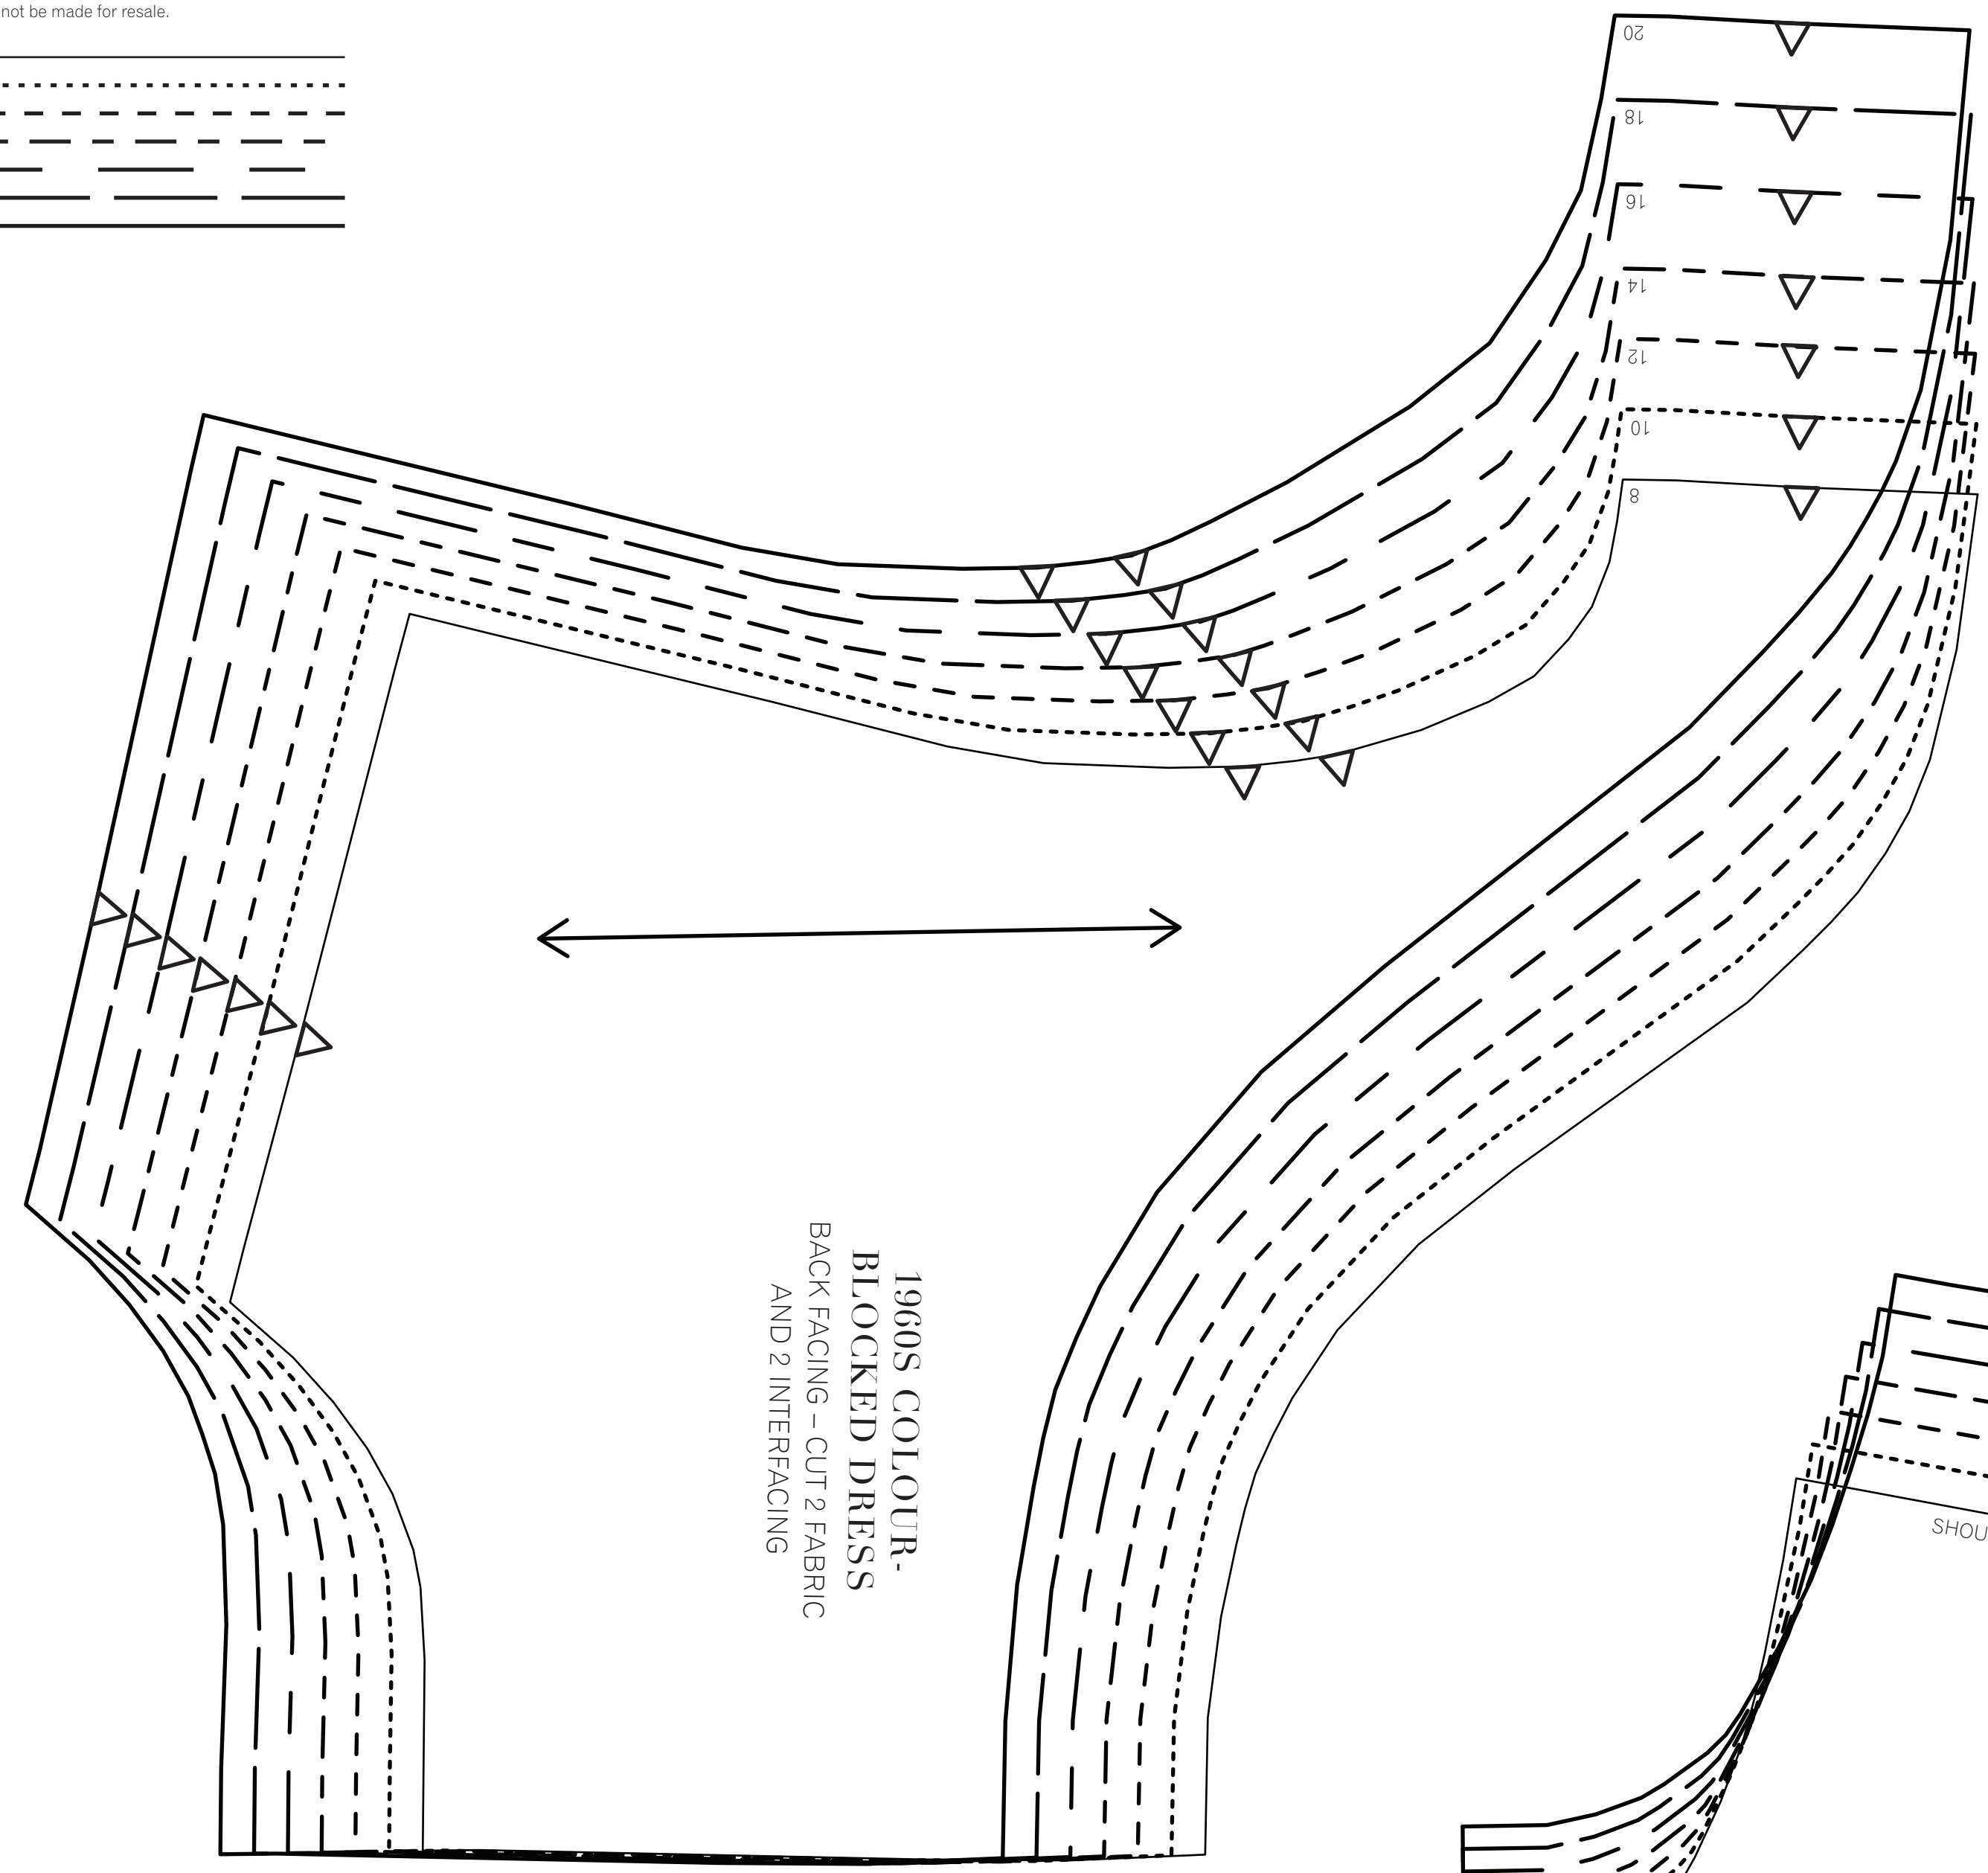 not be made for resale.
20
18
16
14
12
10
8
1960S COLOUR-
BLOCKED DRESS
BACK FACING – CUT 2 FABRIC
AND 2 INTERFACING
SHOU